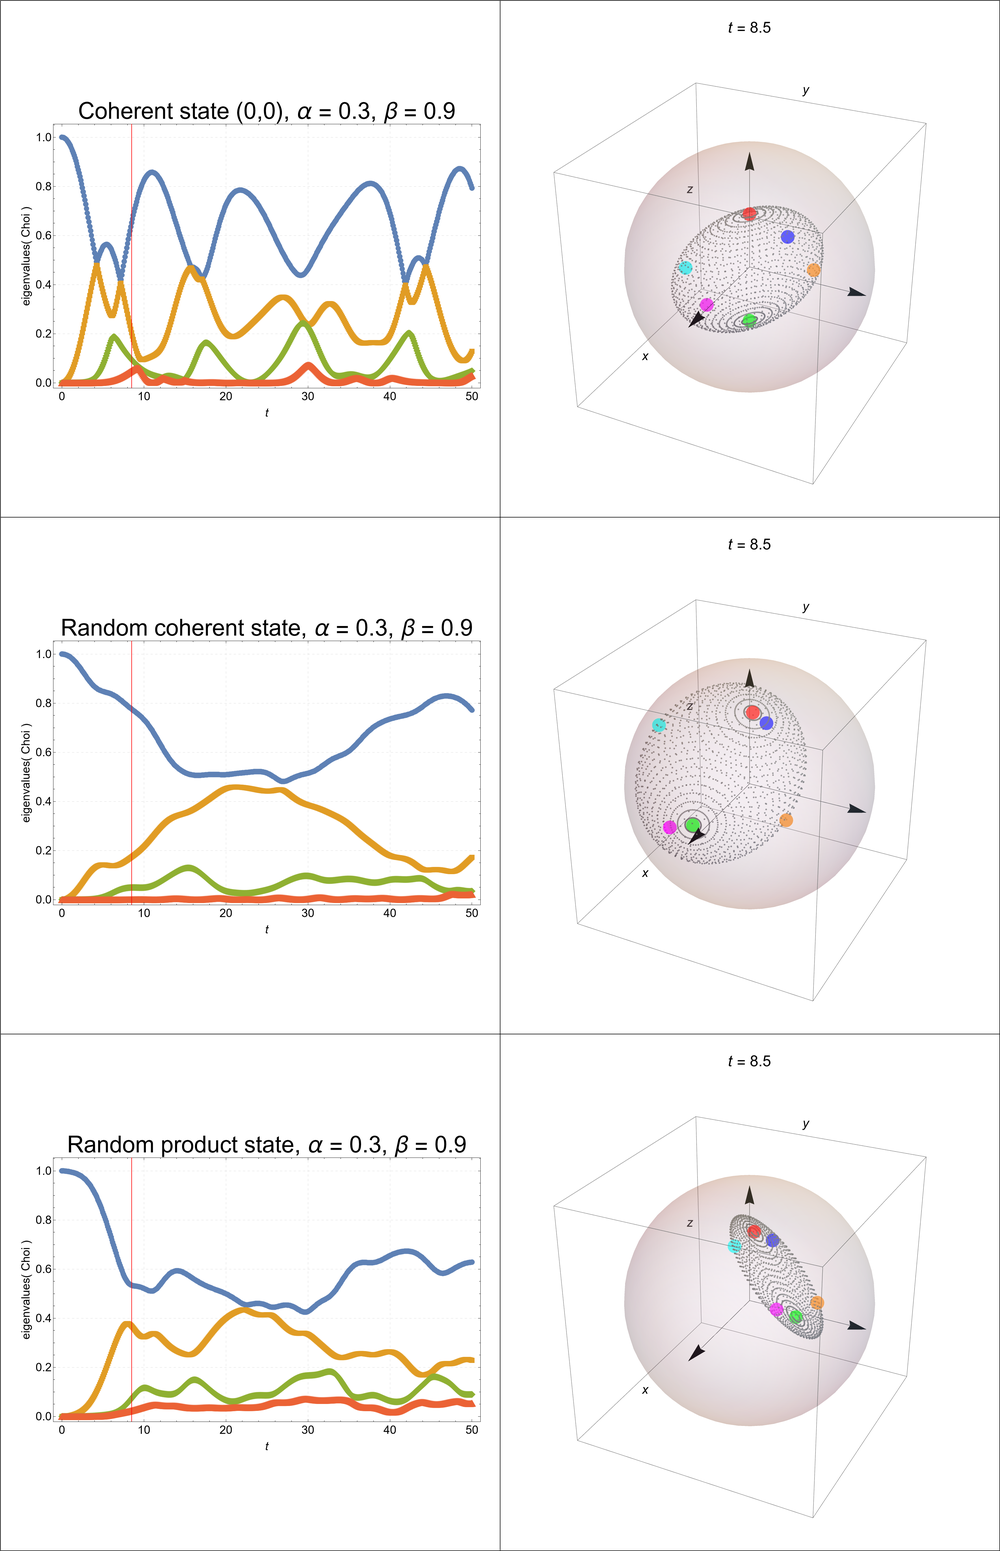 t = 8.5
Coherent state (0,0), α = 0.3, β = 0.9
eigenvalues( Choi )
1.0
0.8
0.6
0.4
0.2
0.0
0 10 20 30 40 50
t
y
z
x
t = 8.5
Random coherent state, α = 0.3, β = 0.9
eigenvalues( Choi )
1.0
0.8
0.6
0.4
0.2
0.0
0 10 20 30 40 50
t
y
z
x
t = 8.5
Random product state, α = 0.3, β = 0.9
eigenvalues( Choi )
1.0
0.8
0.6
0.4
0.2
0.0
0 10 20 30 40 50
t
y
z
x